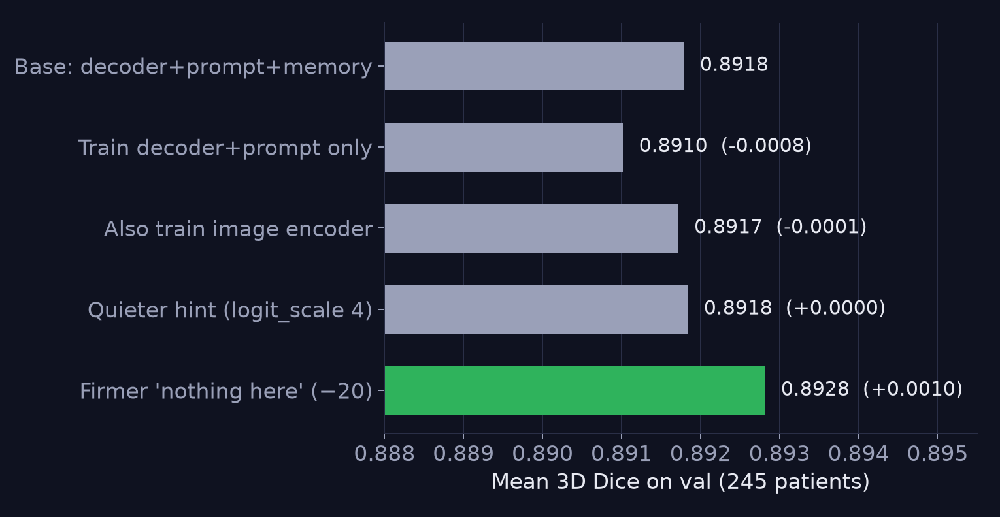 Base: decoder+prompt+memory 0.8918
Train decoder+prompt only 0.8910 (-0.0008)
Also train image encoder 0.8917 (-0.0001)
Quieter hint (logit_scale 4) 0.8918 (+0.0000)
Firmer 'nothing here' (−20) 0.8928 (+0.0010)
0.888 0.889 0.890 0.891 0.892 0.893 0.894 0.895
Mean 3D Dice on val (245 patients)